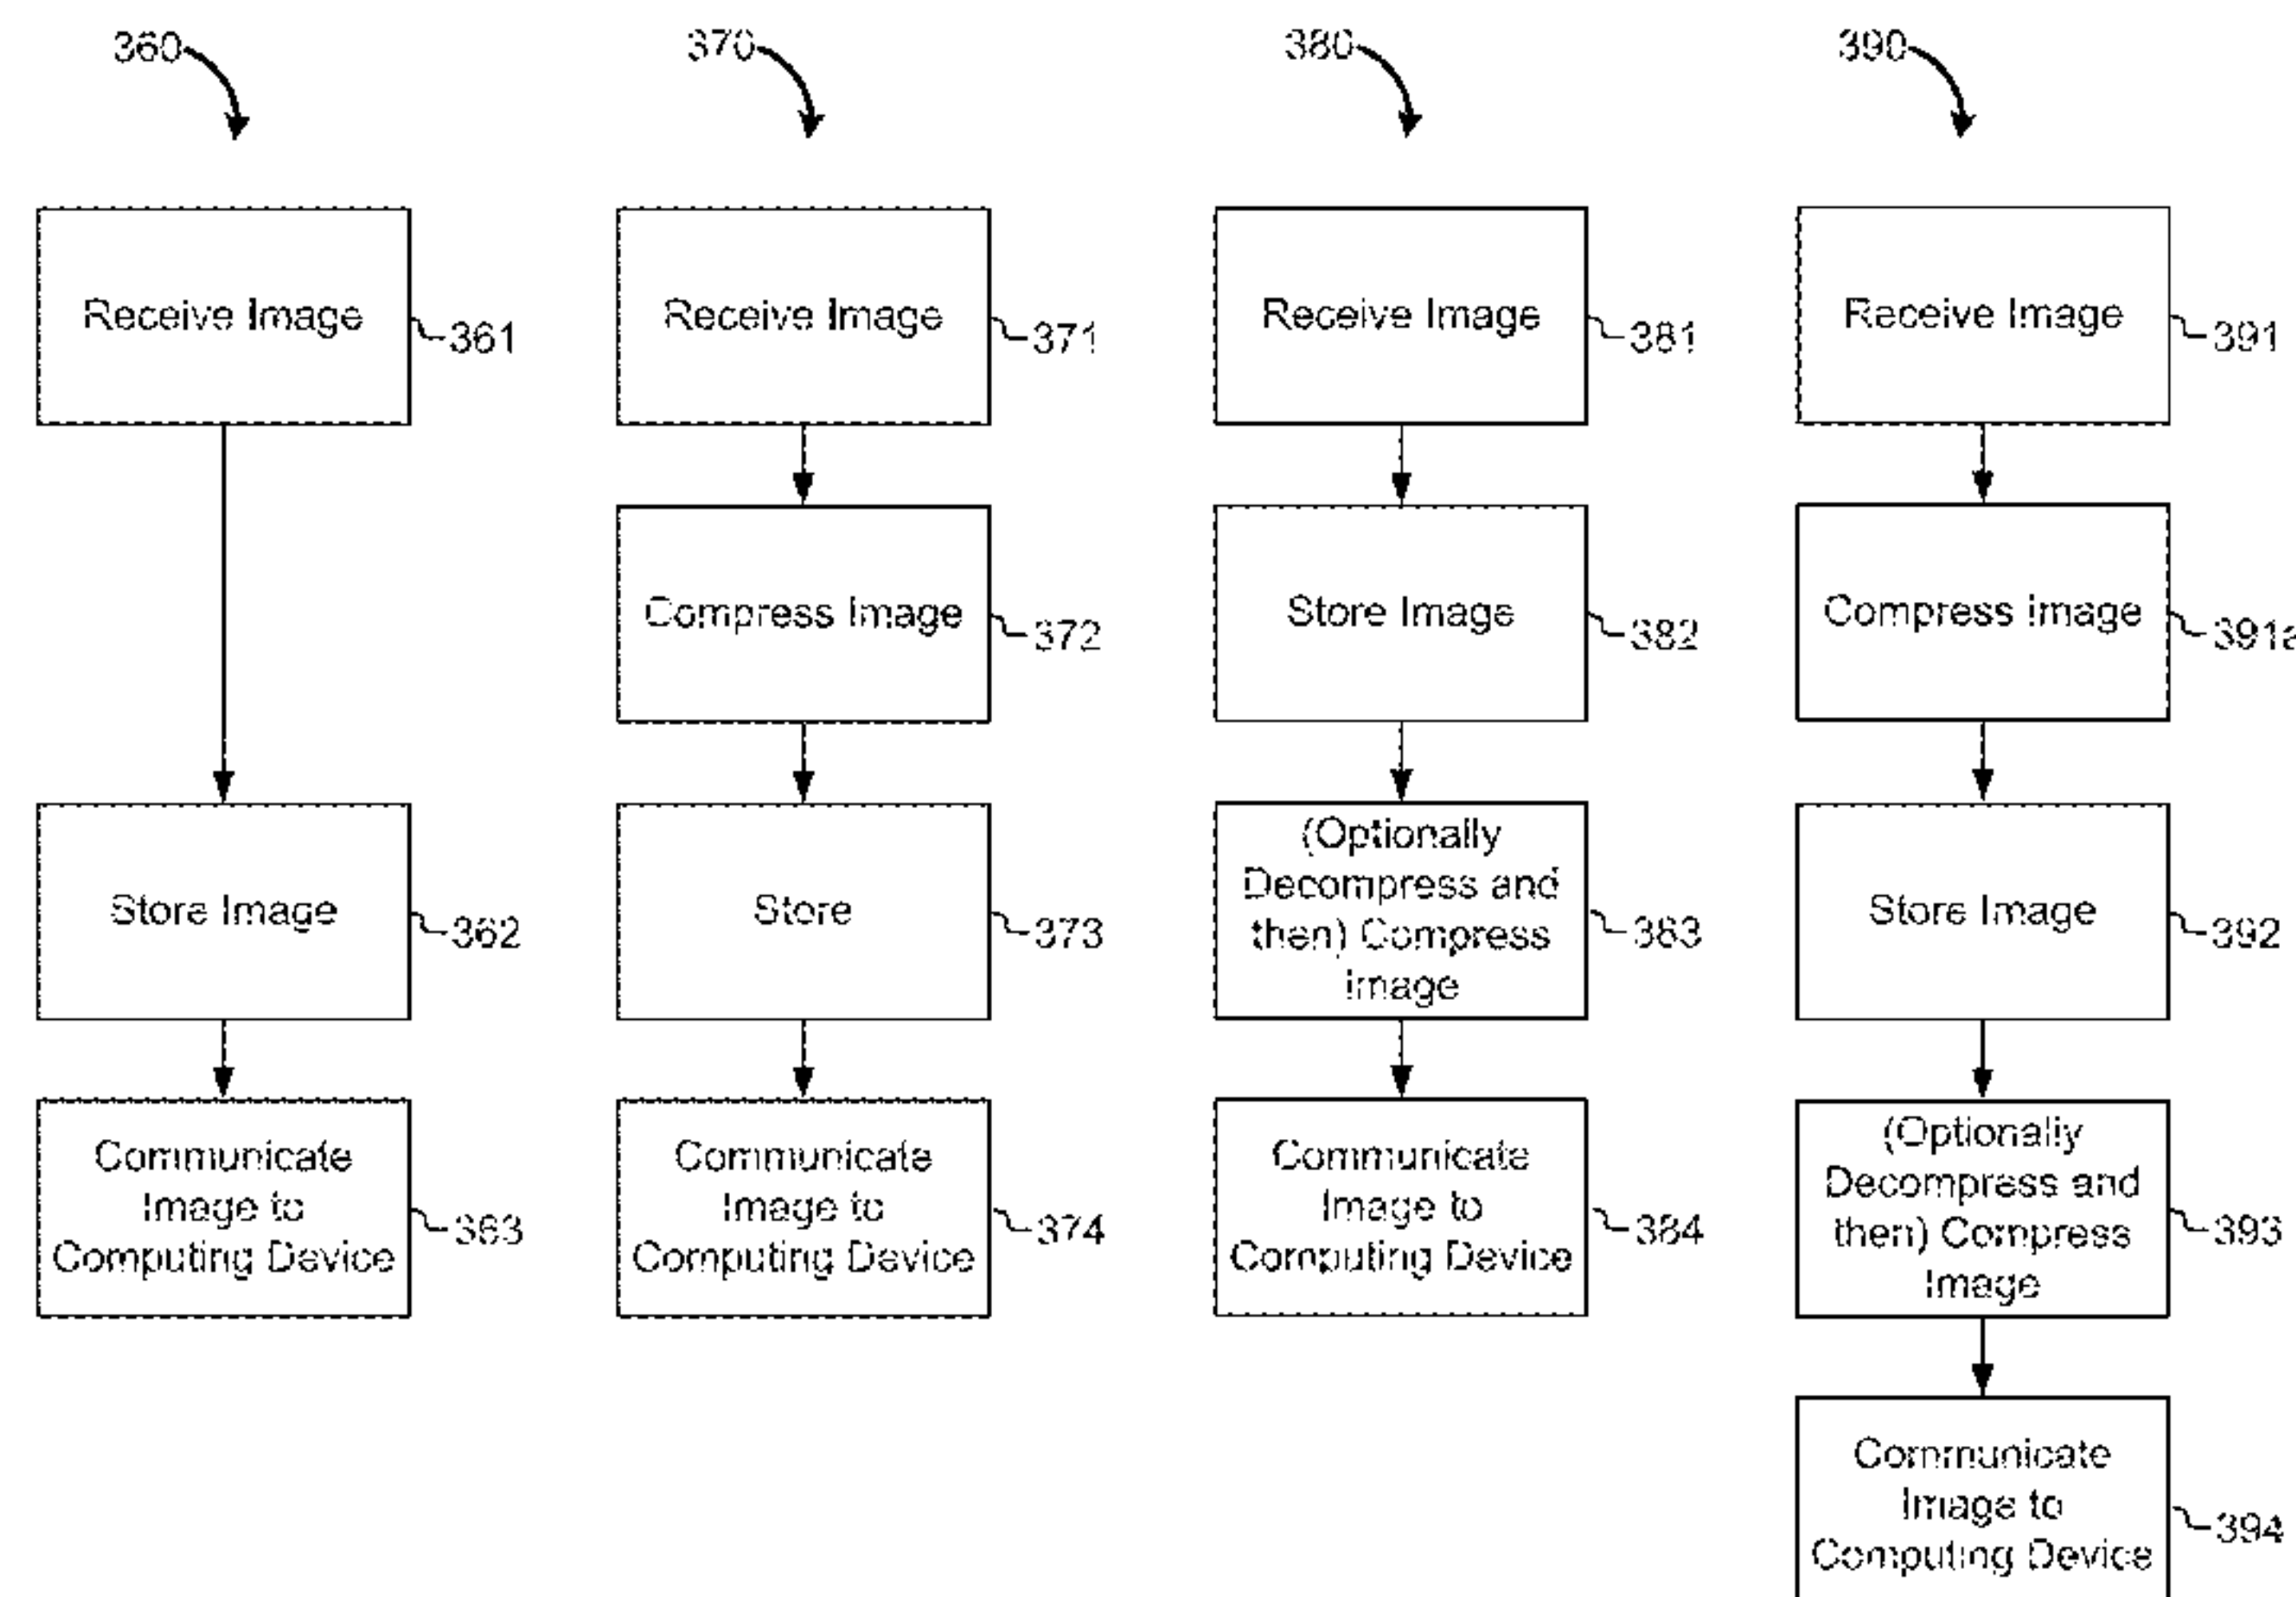 360
370
380
390
Receive Image
361
Receive Image
371
Receive Image
381
Receive Image
391
Compress Image
372
Store Image
382
Compress image
391a
Store Image
362
Store
373
(Optionally
Decompress and
then) Compress
image
383
Store Image
392
Communicate
Image to
Computing Device
363
Communicate
Image to
Computing Device
374
Communicate
Image to
Computing Device
384
(Optionally
Decompress and
then) Compress
Image
393
Communicate
Image to
Computing Device
394